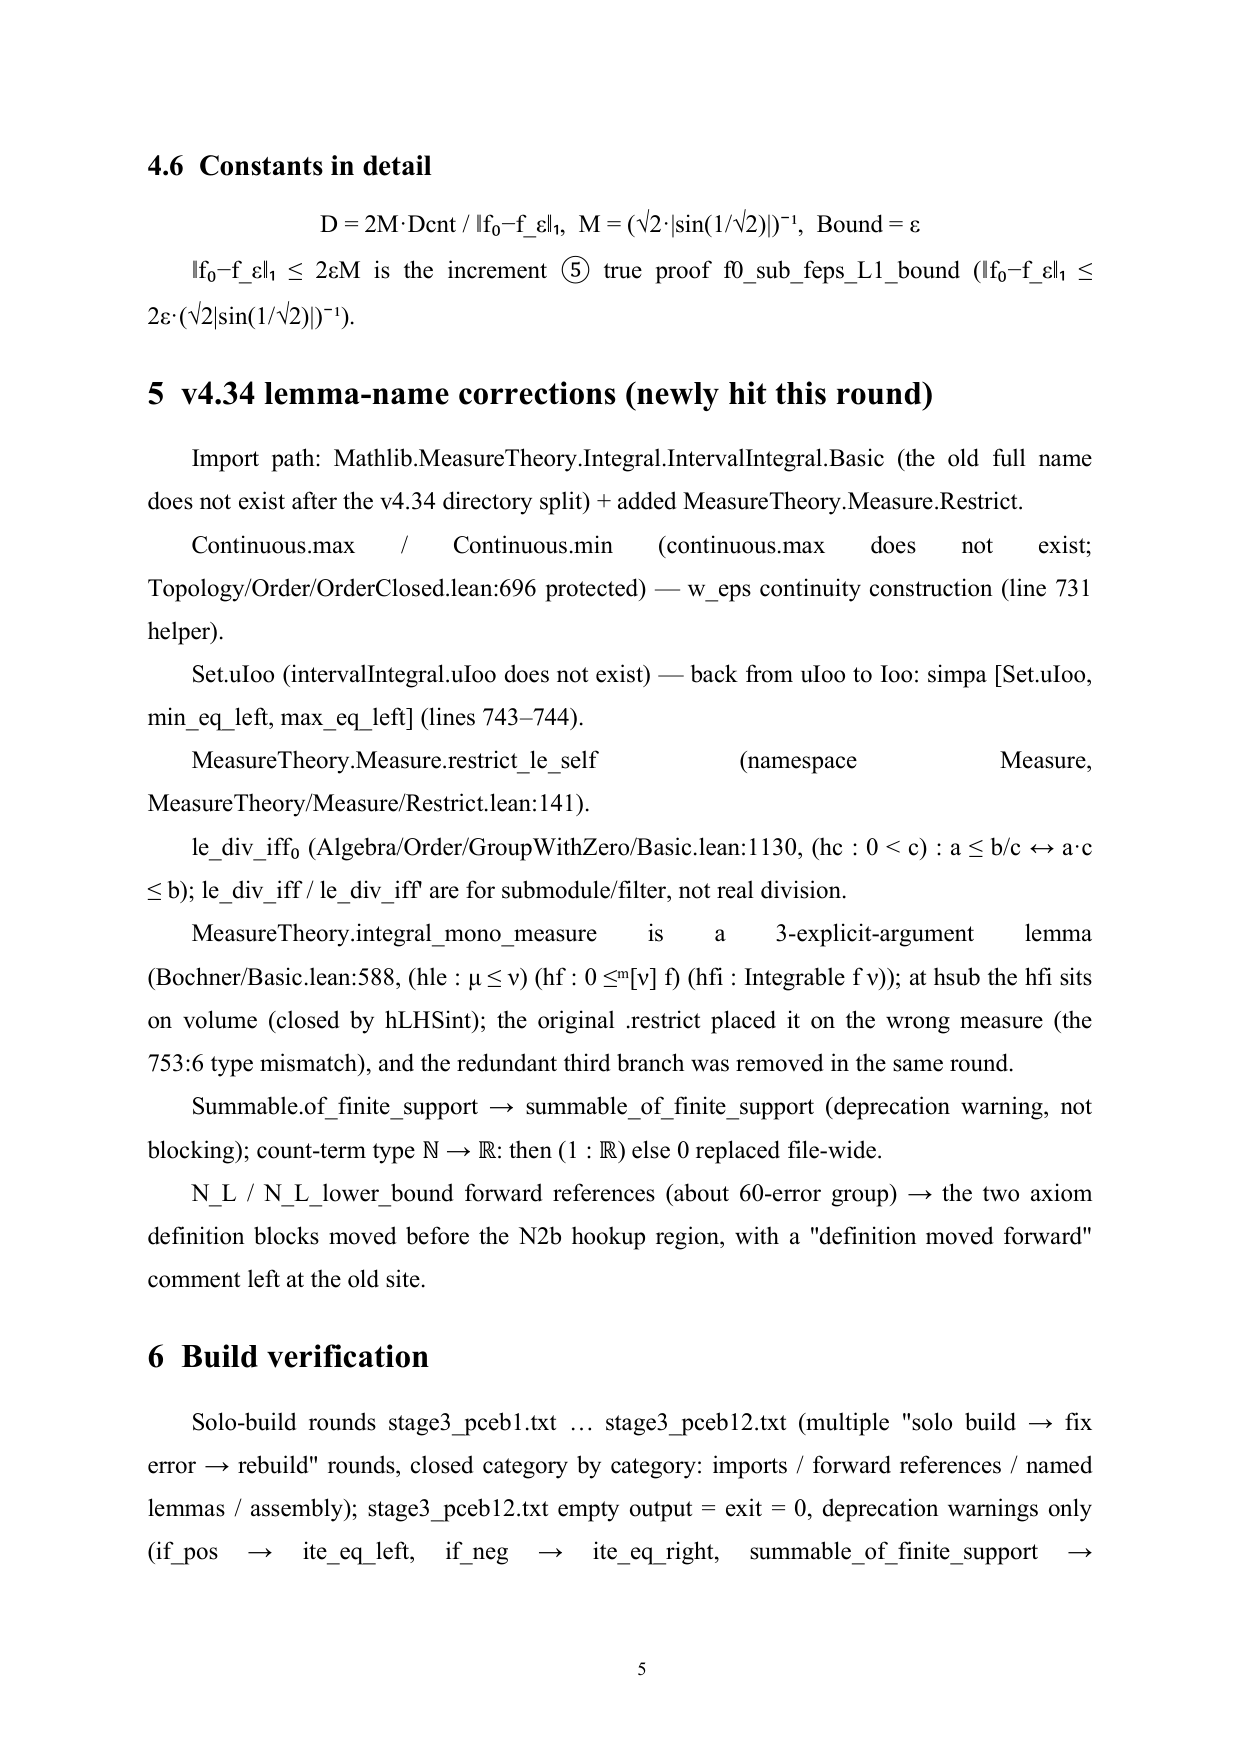 4.6 Constants in detail
D = 2M·Dcnt / ‖f₀−f_ε‖₁, M = (√2·|sin(1/√2)|)⁻¹, Bound = ε
‖f₀−f_ε‖₁ ≤ 2εM is the increment ⑤ true proof f0_sub_feps_L1_bound (‖f₀−f_ε‖₁ ≤
2ε·(√2|sin(1/√2)|)⁻¹).
5 v4.34 lemma-name corrections (newly hit this round)
Import path: Mathlib.MeasureTheory.Integral.IntervalIntegral.Basic (the old full name
does not exist after the v4.34 directory split) + added MeasureTheory.Measure.Restrict.
Continuous.max / Continuous.min (continuous.max does not exist;
Topology/Order/OrderClosed.lean:696 protected) — w_eps continuity construction (line 731
helper).
Set.uIoo (intervalIntegral.uIoo does not exist) — back from uIoo to Ioo: simpa [Set.uIoo,
min_eq_left, max_eq_left] (lines 743–744).
MeasureTheory.Measure.restrict_le_self (namespace Measure,
MeasureTheory/Measure/Restrict.lean:141).
le_div_iff₀ (Algebra/Order/GroupWithZero/Basic.lean:1130, (hc : 0 < c) : a ≤ b/c ↔ a·c
≤ b); le_div_iff / le_div_iff' are for submodule/filter, not real division.
MeasureTheory.integral_mono_measure is a 3-explicit-argument lemma
(Bochner/Basic.lean:588, (hle : μ ≤ ν) (hf : 0 ≤ᵐ[ν] f) (hfi : Integrable f ν)); at hsub the hfi sits
on volume (closed by hLHSint); the original .restrict placed it on the wrong measure (the
753:6 type mismatch), and the redundant third branch was removed in the same round.
Summable.of_finite_support → summable_of_finite_support (deprecation warning, not
blocking); count-term type ℕ → ℝ: then (1 : ℝ) else 0 replaced file-wide.
N_L / N_L_lower_bound forward references (about 60-error group) → the two axiom
definition blocks moved before the N2b hookup region, with a "definition moved forward"
comment left at the old site.
6 Build verification
Solo-build rounds stage3_pceb1.txt … stage3_pceb12.txt (multiple "solo build → fix
error → rebuild" rounds, closed category by category: imports / forward references / named
lemmas / assembly); stage3_pceb12.txt empty output = exit = 0, deprecation warnings only
(if_pos → ite_eq_left, if_neg → ite_eq_right, summable_of_finite_support →
5